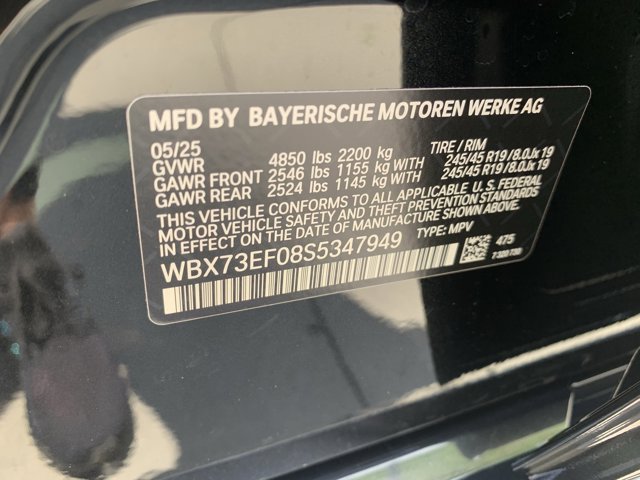 MFD BY BAYERISCHE MOTOREN WERKE AG
05/25 TIRE / RIM
GVWR 4850 lbs 2200 kg
GAWR FRONT 2546 lbs 1155 kg WITH 245/45 R19/8.0Jx19
GAWR REAR 2524 lbs 1145 kg WITH 245/45 R19/8.0Jx19
THIS VEHICLE CONFORMS TO ALL APPLICABLE U.S. FEDERAL
MOTOR VEHICLE SAFETY AND THEFT PREVENTION STANDARDS
IN EFFECT ON THE DATE OF MANUFACTURE SHOWN ABOVE.
WBX73EF08S5347949 TYPE: MPV
475